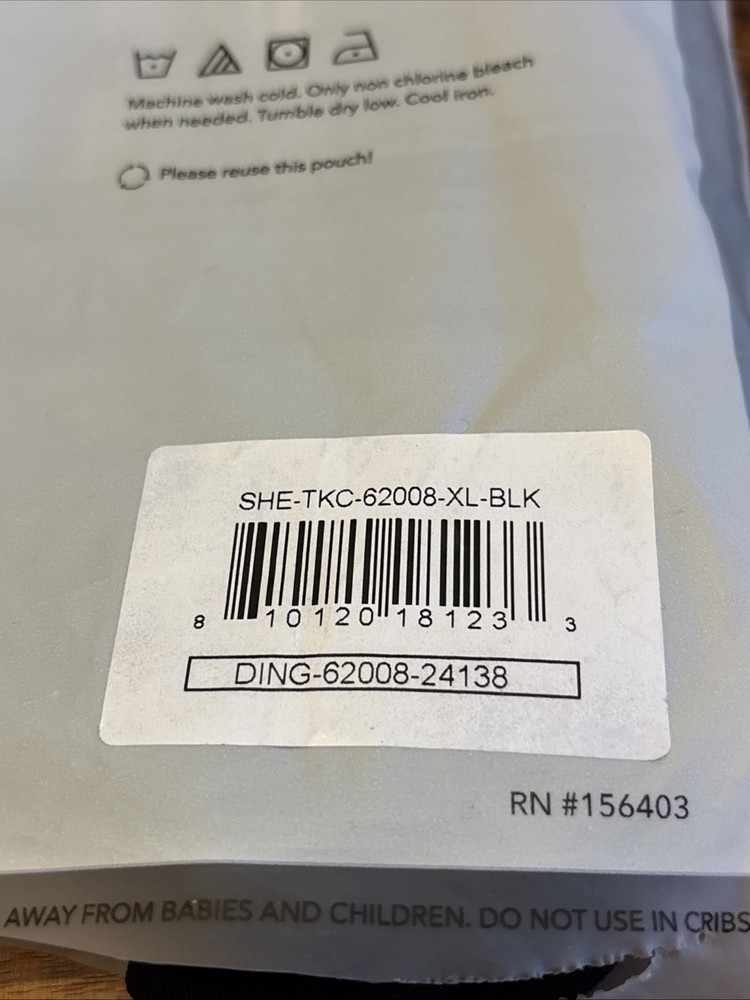 Machine wash cold. Only non chlorine bleach
when needed. Tumble dry low. Cool iron.
Please reuse this pouch!
SHE-TKC-62008-XL-BLK
8 10120 18123 3
DING-62008-24138
RN #156403
AWAY FROM BABIES AND CHILDREN. DO NOT USE IN CRIBS